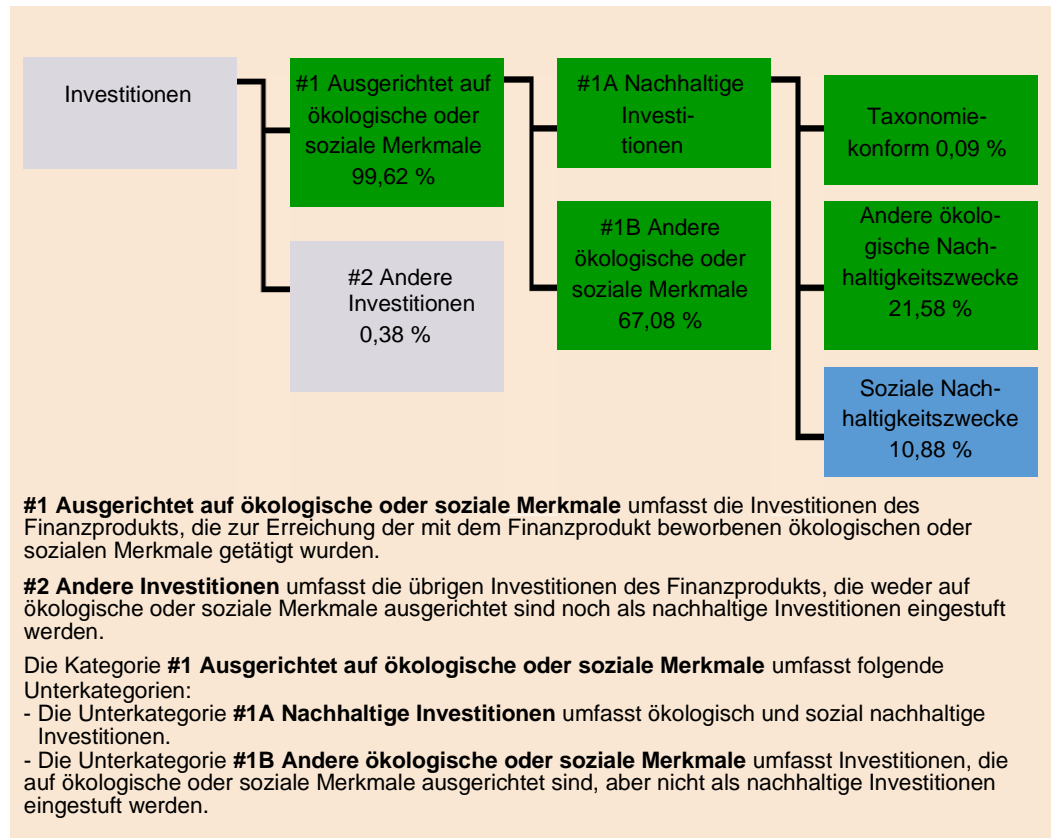 Investitionen
#1 Ausgerichtet auf
ökologische oder
soziale Merkmale
99,62 %
#2 Andere
Investitionen
0,38 %
#1A Nachhaltige
Investi-
tionen
#1B Andere
ökologische oder
soziale Merkmale
67,08 %
Taxonomie-
konform 0,09 %
Andere ökolo-
gische Nach-
haltigkeitszwecke
21,58 %
Soziale Nach-
haltigkeitszwecke
10,88 %
#1 Ausgerichtet auf ökologische oder soziale Merkmale umfasst die Investitionen des
Finanzprodukts, die zur Erreichung der mit dem Finanzprodukt beworbenen ökologischen oder
sozialen Merkmale getätigt wurden.
#2 Andere Investitionen umfasst die übrigen Investitionen des Finanzprodukts, die weder auf
ökologische oder soziale Merkmale ausgerichtet sind noch als nachhaltige Investitionen eingestuft
werden.
Die Kategorie #1 Ausgerichtet auf ökologische oder soziale Merkmale umfasst folgende
Unterkategorien:
- Die Unterkategorie #1A Nachhaltige Investitionen umfasst ökologisch und sozial nachhaltige
Investitionen.
- Die Unterkategorie #1B Andere ökologische oder soziale Merkmale umfasst Investitionen, die
auf ökologische oder soziale Merkmale ausgerichtet sind, aber nicht als nachhaltige Investitionen
eingestuft werden.